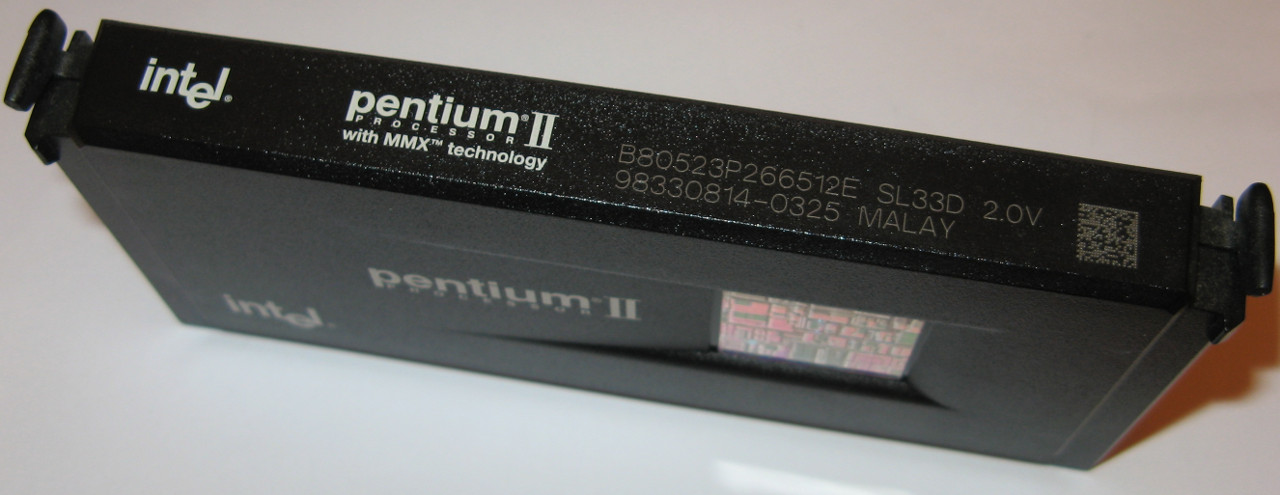 intel®
pentium® II
PROCESSOR
with MMX™ technology
B80523P266512E SL33D 2.0V
98330814-0325 MALAY
pentium® II
PROCESSOR
intel®